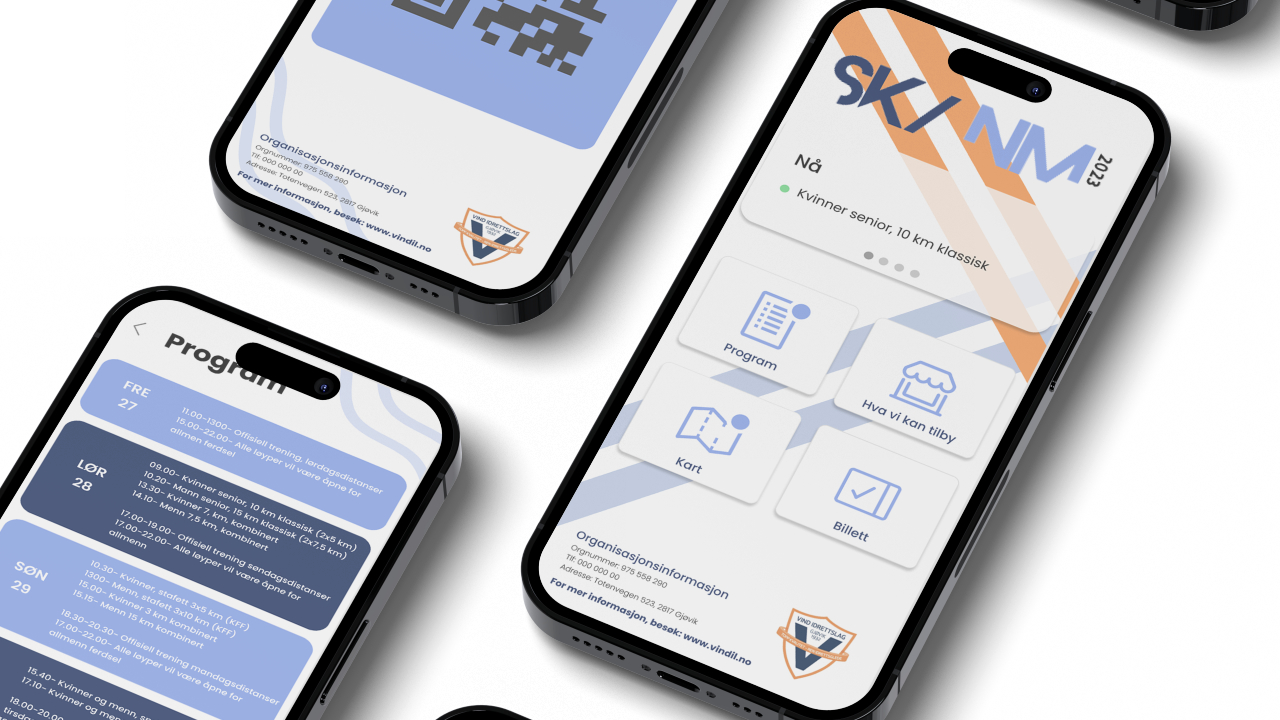 Organisasjonsinformasjon
Orgnummer: 975 558 290
Tlf: 000 000 00
Adresse: Totenvegen 523, 2817 Gjøvik
For mer informasjon, besøk: www.vindil.no
VIND IDRETTSLAG
GJØVIK
V
Program
FRE
27
11.00-1300- Offisiell trening, lørdagsdistanser
15.00-22.00- Alle løyper vil være åpne for
allmen ferdsel
LØR
28
09.00- Kvinner senior, 10 km klassisk (2x5 km)
10.20- Mann senior, 15 km klassisk (2x7,5 km)
13.30- Kvinner 7, km, kombinert
14.10- Menn 7,5 km, kombinert
17.00-19.00- Offisiell trening søndagsdistanser
17.00-22.00- Alle løyper vil være åpne for
allmenn
SØN
29
10.30- Kvinner, stafett 3x5 km (KFF)
1300- Menn, stafett 3x10 km (KFF)
15.00- Kvinner 3 km kombinert
15.15- Menn 15 km kombinert
18.30-20.30- Offisiell trening mandagsdistanser
17.00-22.00- Alle løyper vil være åpne for
allmenn ferdsel
15.40- Kvinner og menn,
17.10- Kvinner og menn
18.00-20.00
SKI NM 2023
Nå
Kvinner senior, 10 km klassisk
Program
Hva vi kan tilby
Kart
Billett
Organisasjonsinformasjon
Orgnummer: 975 558 290
Tlf: 000 000 00
Adresse: Totenvegen 523, 2817 Gjøvik
For mer informasjon, besøk: www.vindil.no
VIND IDRETTSLAG
GJØVIK
V